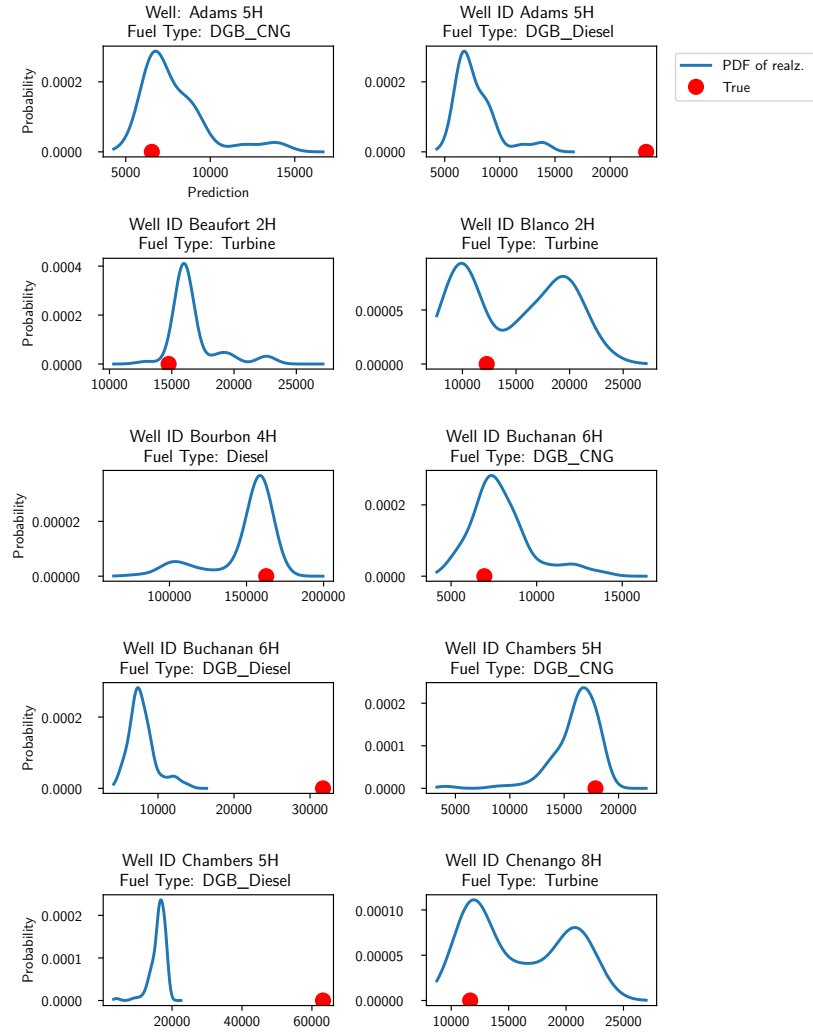 Well: Adams 5H
Fuel Type: DGB_CNG
Probability
0.0002
0.0000
5000 10000 15000
Prediction
Well ID Adams 5H
Fuel Type: DGB_Diesel
0.0002
0.0000
5000 10000 15000 20000
PDF of realz.
True
Well ID Beaufort 2H
Fuel Type: Turbine
Probability
0.0004
0.0002
0.0000
10000 15000 20000 25000
Well ID Blanco 2H
Fuel Type: Turbine
0.00005
0.00000
10000 15000 20000 25000
Well ID Bourbon 4H
Fuel Type: Diesel
Probability
0.00002
0.00000
100000 150000 200000
Well ID Buchanan 6H
Fuel Type: DGB_CNG
0.0002
0.0000
5000 10000 15000
Well ID Buchanan 6H
Fuel Type: DGB_Diesel
Probability
0.0002
0.0000
10000 20000 30000
Well ID Chambers 5H
Fuel Type: DGB_CNG
0.0002
0.0001
0.0000
5000 10000 15000 20000
Well ID Chambers 5H
Fuel Type: DGB_Diesel
Probability
0.0002
0.0001
0.0000
20000 40000 60000
Well ID Chenango 8H
Fuel Type: Turbine
0.00010
0.00005
0.00000
10000 15000 20000 25000